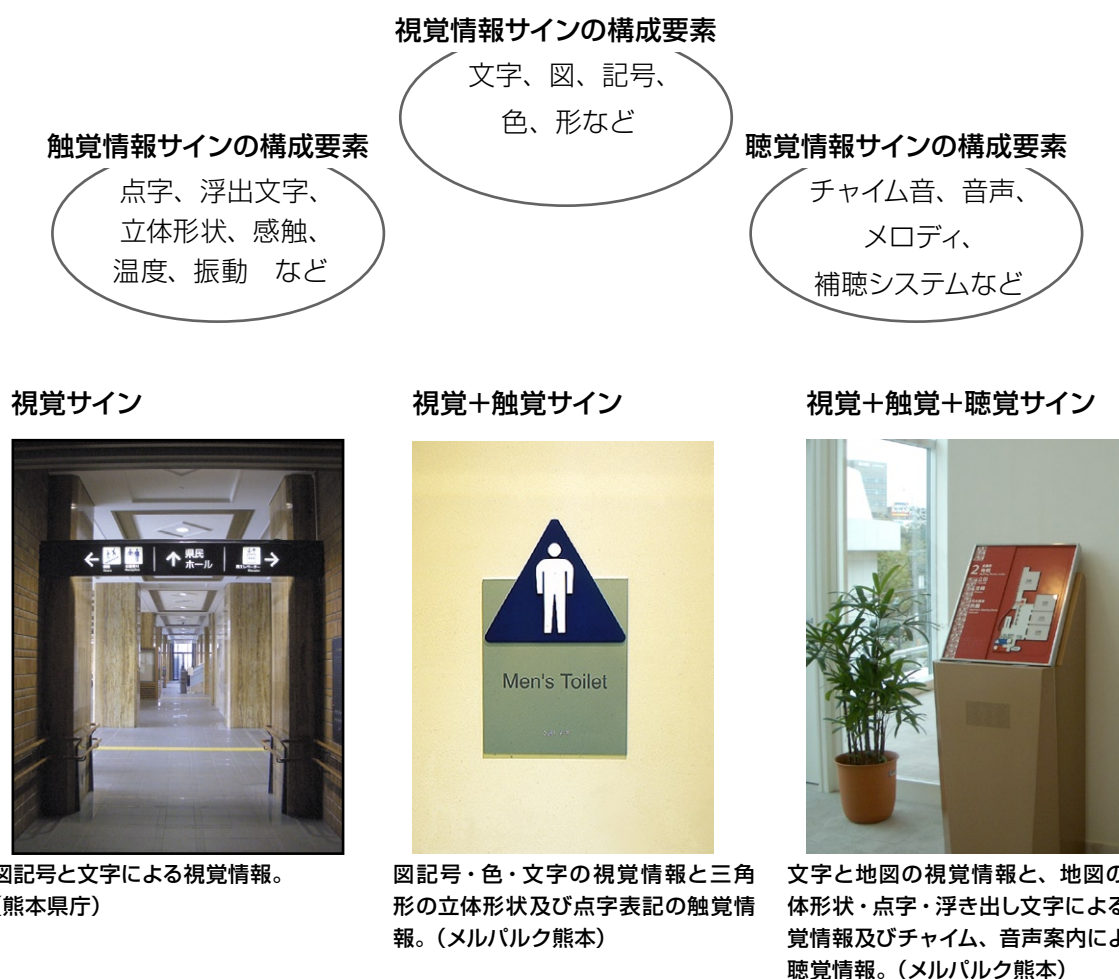 視覚情報サインの構成要素
文字、図、記号、
色、形など
触覚情報サインの構成要素
点字、浮出文字、
立体形状、感触、
温度、振動　など
聴覚情報サインの構成要素
チャイム音、音声、
メロディ、
補聴システムなど
視覚サイン
県民
ホール
図記号と文字による視覚情報。
（熊本県庁）
視覚＋触覚サイン
Men's Toilet
図記号・色・文字の視覚情報と三角
形の立体形状及び点字表記の触覚情
報。（メルパルク熊本）
視覚＋触覚＋聴覚サイン
2
文字と地図の視覚情報と、地図の
体形状・点字・浮き出し文字による
覚情報及びチャイム、音声案内によ
聴覚情報。（メルパルク熊本）